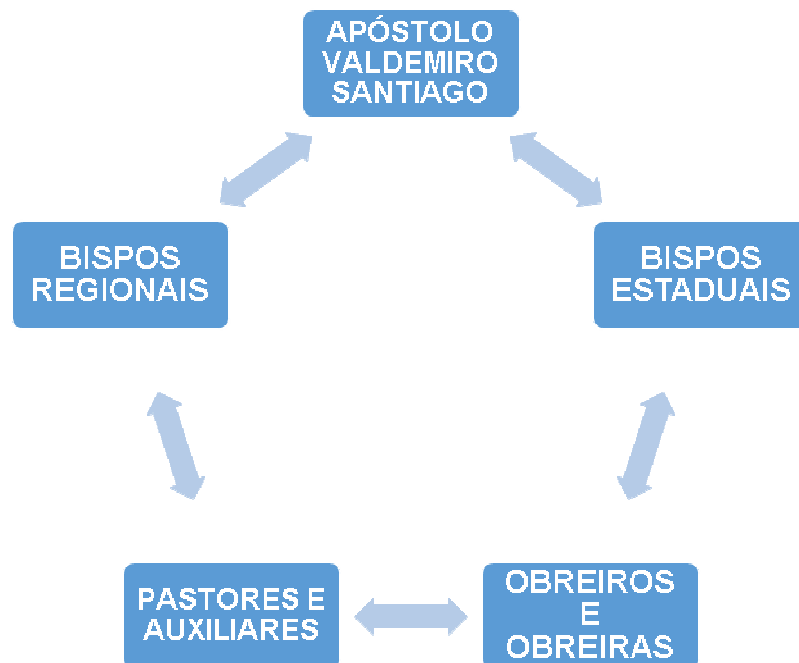 APÓSTOLO
VALDEMIRO
SANTIAGO
BISPOS
REGIONAIS
BISPOS
ESTADUAIS
PASTORES E
AUXILIARES
OBREIROS
E
OBREIRAS